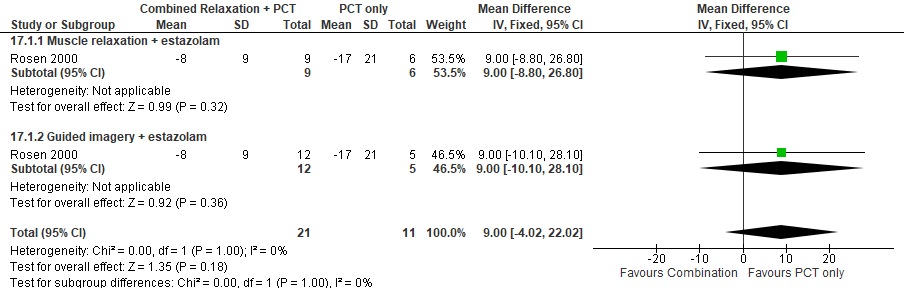 Combined Relaxation + PCT PCT only Mean Difference Mean Difference
Study or Subgroup Mean SD Total Mean SD Total Weight IV, Fixed, 95% CI IV, Fixed, 95% CI
17.1.1 Muscle relaxation + estazolam
Rosen 2000 -8 9 9 -17 21 6 53.5% 9.00 [-8.80, 26.80]
Subtotal (95% CI) 9 6 53.5% 9.00 [-8.80, 26.80]
Heterogeneity: Not applicable
Test for overall effect: Z = 0.99 (P = 0.32)
17.1.2 Guided imagery + estazolam
Rosen 2000 -8 9 12 -17 21 5 46.5% 9.00 [-10.10, 28.10]
Subtotal (95% CI) 12 5 46.5% 9.00 [-10.10, 28.10]
Heterogeneity: Not applicable
Test for overall effect: Z = 0.92 (P = 0.36)
Total (95% CI) 21 11 100.0% 9.00 [-4.02, 22.02]
Heterogeneity: Chi² = 0.00, df = 1 (P = 1.00); I² = 0%
Test for overall effect: Z = 1.35 (P = 0.18)
Test for subgroup differences: Chi² = 0.00, df = 1 (P = 1.00), I² = 0%
-20 -10 0 10 20
Favours Combination Favours PCT only